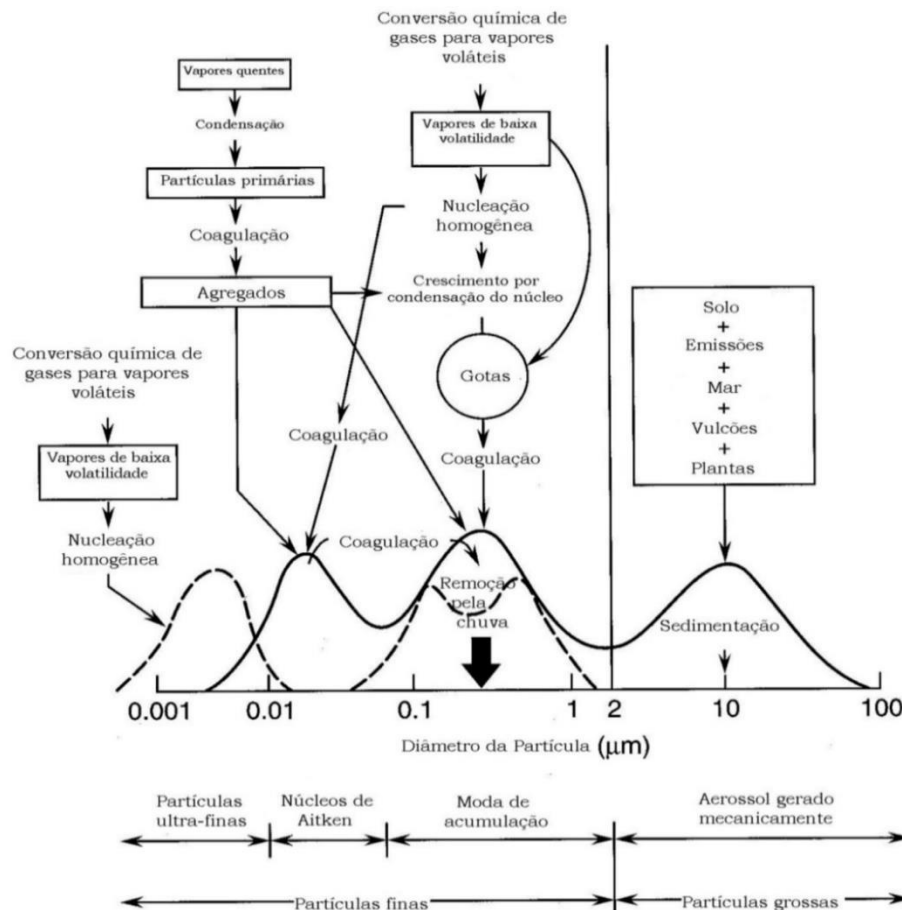 Conversão química de
gases para vapores
voláteis
Vapores quentes
Condensação
Partículas primárias
Coagulação
Agregados
Vapores de baixa
volatilidade
Nucleação
homogênea
Crescimento por
condensação do núcleo
Gotas
Coagulação
Coagulação
Conversão química de
gases para vapores
voláteis
Vapores de baixa
volatilidade
Nucleação
homogênea
Solo
+
Emissões
+
Mar
+
Vulcões
+
Plantas
Coagulação
Remoção
pela
chuva
Sedimentação
0.001 0.01 0.1 1 2 10 100
Diâmetro da Partícula (μm)
Partículas
ultra-finas
Núcleos de
Aitken
Moda de
acumulação
Aerossol gerado
mecanicamente
Partículas finas
Partículas grossas